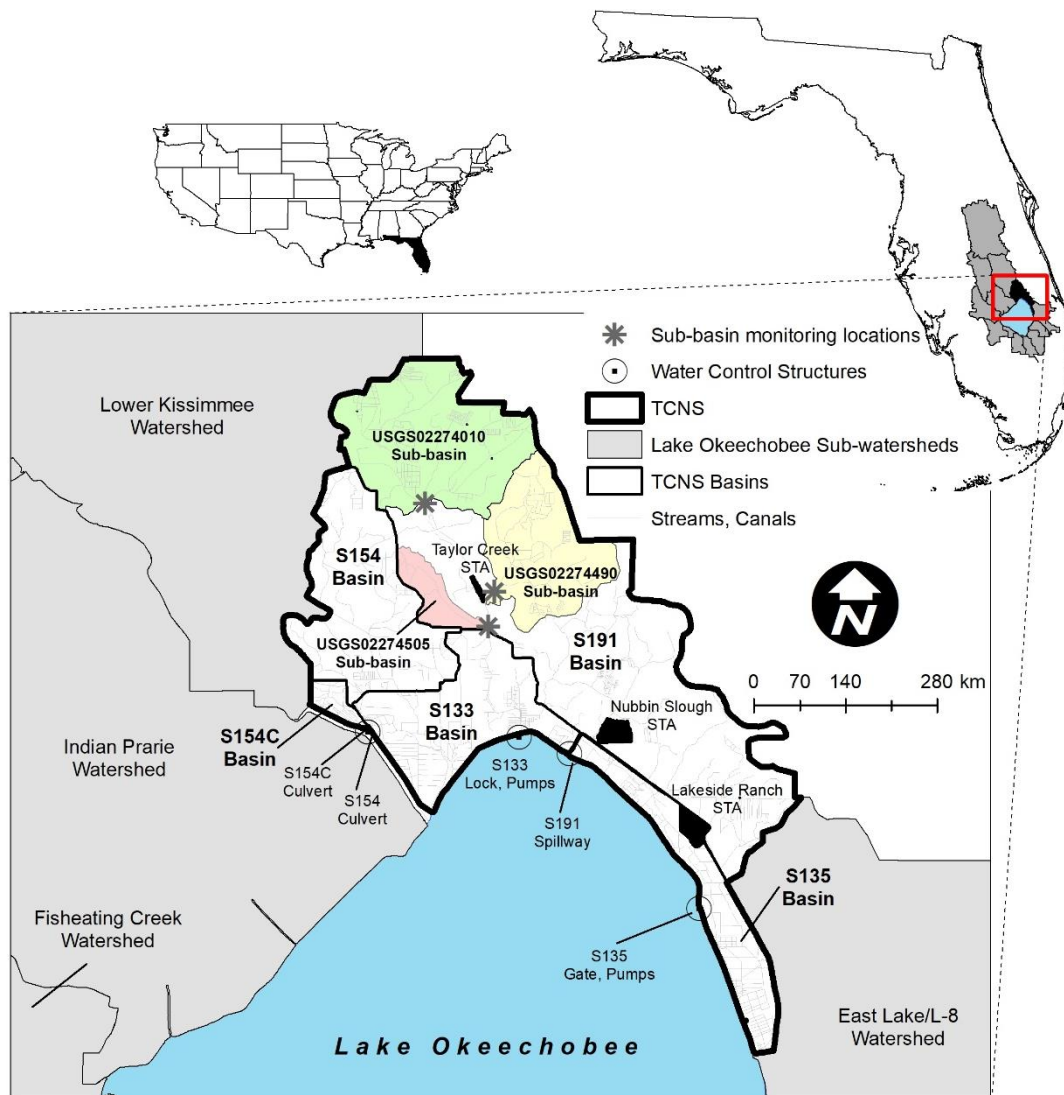 Sub-basin monitoring locations
Water Control Structures
TCNS
Lake Okeechobee Sub-watersheds
TCNS Basins
Streams, Canals
Lower Kissimmee
Watershed
USGS02274010
Sub-basin
S154
Basin
Taylor Creek
STA
USGS02274490
Sub-basin
USGS02274505
Sub-basin
S191
Basin
N
0 70 140 280 km
S133
Basin
Nubbin Slough
STA
S154C
Basin
Indian Prarie
Watershed
S154C
Culvert
S154
Culvert
S133
Lock, Pumps
S191
Spillway
Lakeside Ranch
STA
S135
Basin
Fisheating Creek
Watershed
S135
Gate, Pumps
East Lake/L-8
Watershed
Lake Okeechobee